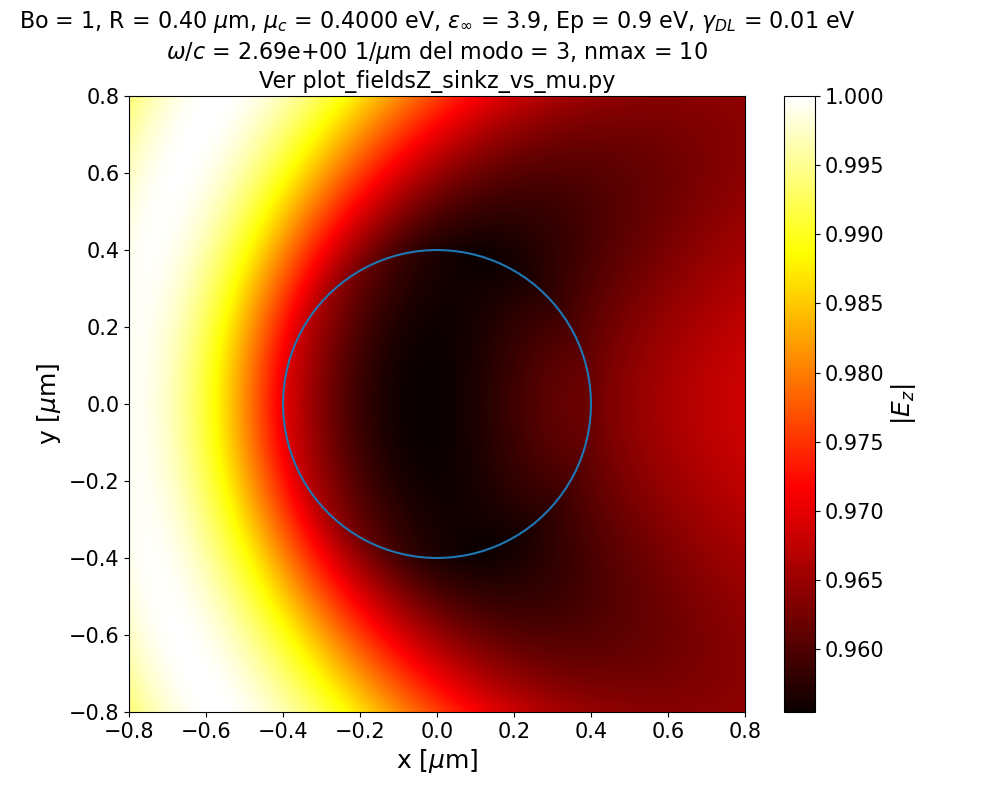 Bo = 1, R = 0.40 μm, μ_c = 0.4000 eV, ε_∞ = 3.9, Ep = 0.9 eV, γ_DL = 0.01 eV
ω/c = 2.69e+00 1/μm del modo = 3, nmax = 10
Ver plot_fieldsZ_sinkz_vs_mu.py
0.8
0.6
0.4
0.2
0.0
−0.2
−0.4
−0.6
−0.8
y [μm]
−0.8 −0.6 −0.4 −0.2 0.0 0.2 0.4 0.6 0.8
x [μm]
1.000
0.995
0.990
0.985
0.980
0.975
0.970
0.965
0.960
|E_z|